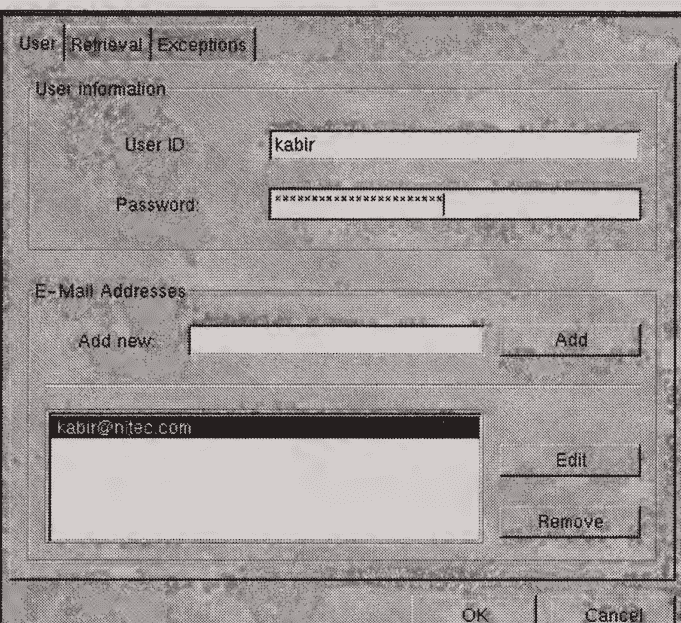 User Retrieval Exceptions
User information
User ID kabir
Password: ***********************
E-Mail Addresses
Add new: Add
kabir@nitec.com
Edit
Remove
OK Cancel